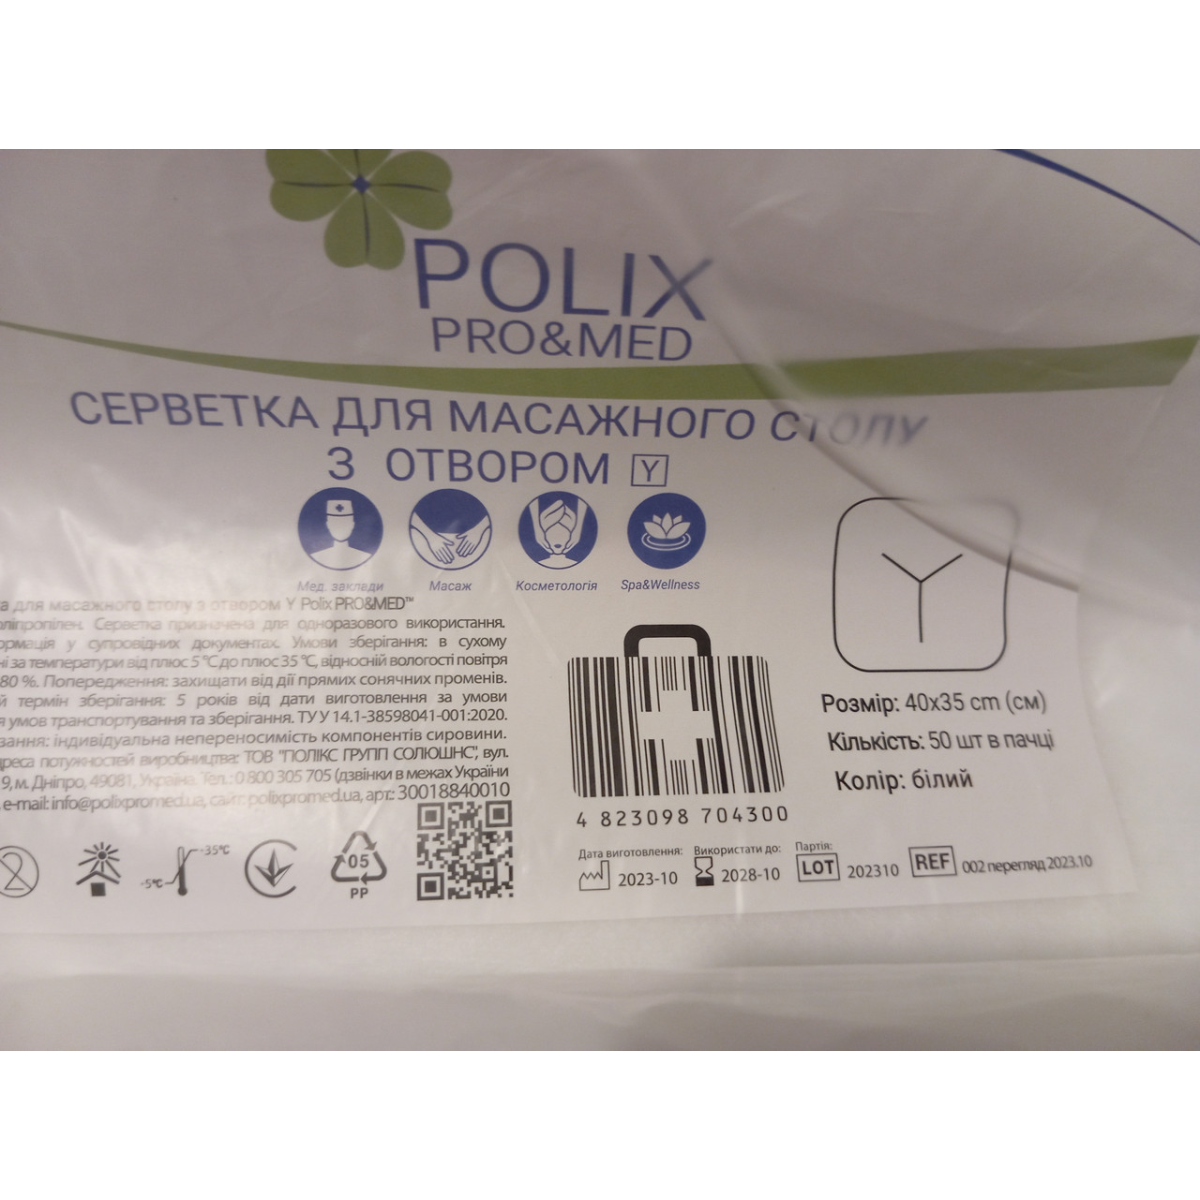 POLIX
PRO&MED
СЕРВЕТКА ДЛЯ МАСАЖНОГО СТОЛУ
З ОТВОРОМ Y
Мед. заклади Масаж Косметологія Spa&Wellness
для масажного столу з отвором Y Polix PRO&MED™
Серветка призначена для одноразового використання.
у супровідних документах. Умови зберігання: в сухому
за температури від плюс 5 °С до плюс 35 °С, відносній вологості повітря
80 %. Попередження: захищати від дії прямих сонячних променів.
термін зберігання: 5 років від дати виготовлення за умови
умов транспортування та зберігання. ТУ У 14.1-38598041-001:2020.
індивідуальна непереносимість компонентів сировини.
потужностей виробництва: ТОВ "ПОЛІКС ГРУПП СОЛЮШНС", вул.
9, м. Дніпро, 49081, Україна. Тел.: 0 800 305 705 (дзвінки в межах України
e-mail: info@polixpromed.ua, сайт: polixpromed.ua, арт.: 30018840010
2
-5°C
-35°C
05
PP
4 823098 704300
Дата виготовлення: 2023-10
Використати до: 2028-10
Партія: LOT 202310
REF 002 перегляд 2023.10
Y
Розмір: 40x35 cm (см)
Кількість: 50 шт в пачці
Колір: білий